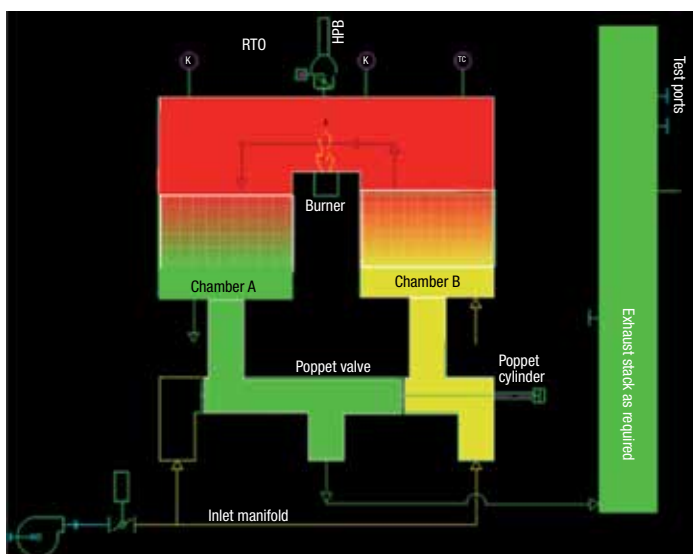 RTO
HPB
K
K
TC
Test ports
Burner
Chamber A
Chamber B
Poppet valve
Poppet
cylinder
Exhaust stack as required
Inlet manifold